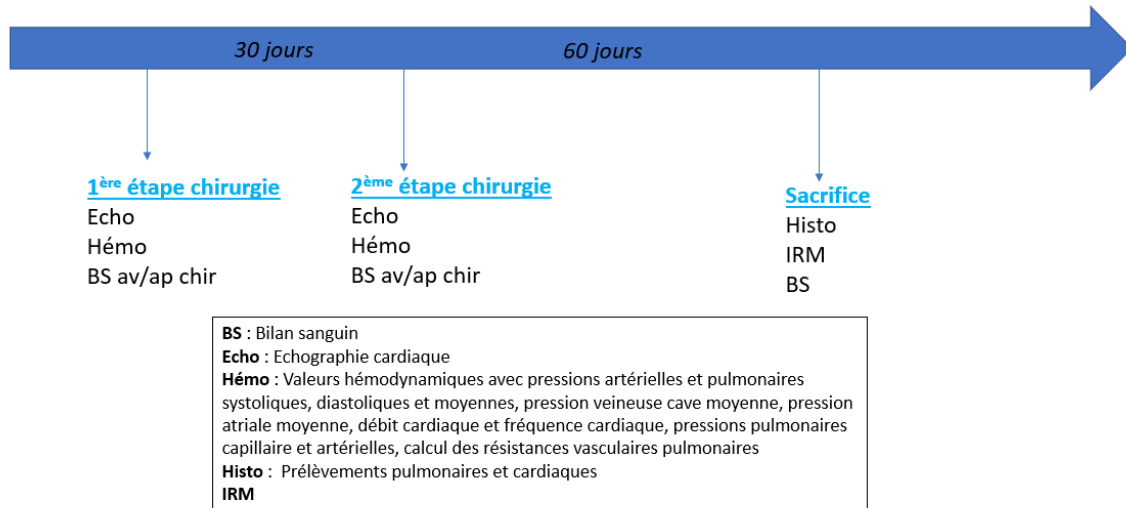 30 jours 60 jours
1ère étape chirurgie
Echo
Hémo
BS av/ap chir
2ème étape chirurgie
Echo
Hémo
BS av/ap chir
Sacrifice
Histo
IRM
BS
BS : Bilan sanguin
Echo : Echographie cardiaque
Hémo : Valeurs hémodynamiques avec pressions artérielles et pulmonaires
systoliques, diastoliques et moyennes, pression veineuse cave moyenne, pression
atriale moyenne, débit cardiaque et fréquence cardiaque, pressions pulmonaires
capillaire et artérielles, calcul des résistances vasculaires pulmonaires
Histo : Prélèvements pulmonaires et cardiaques
IRM